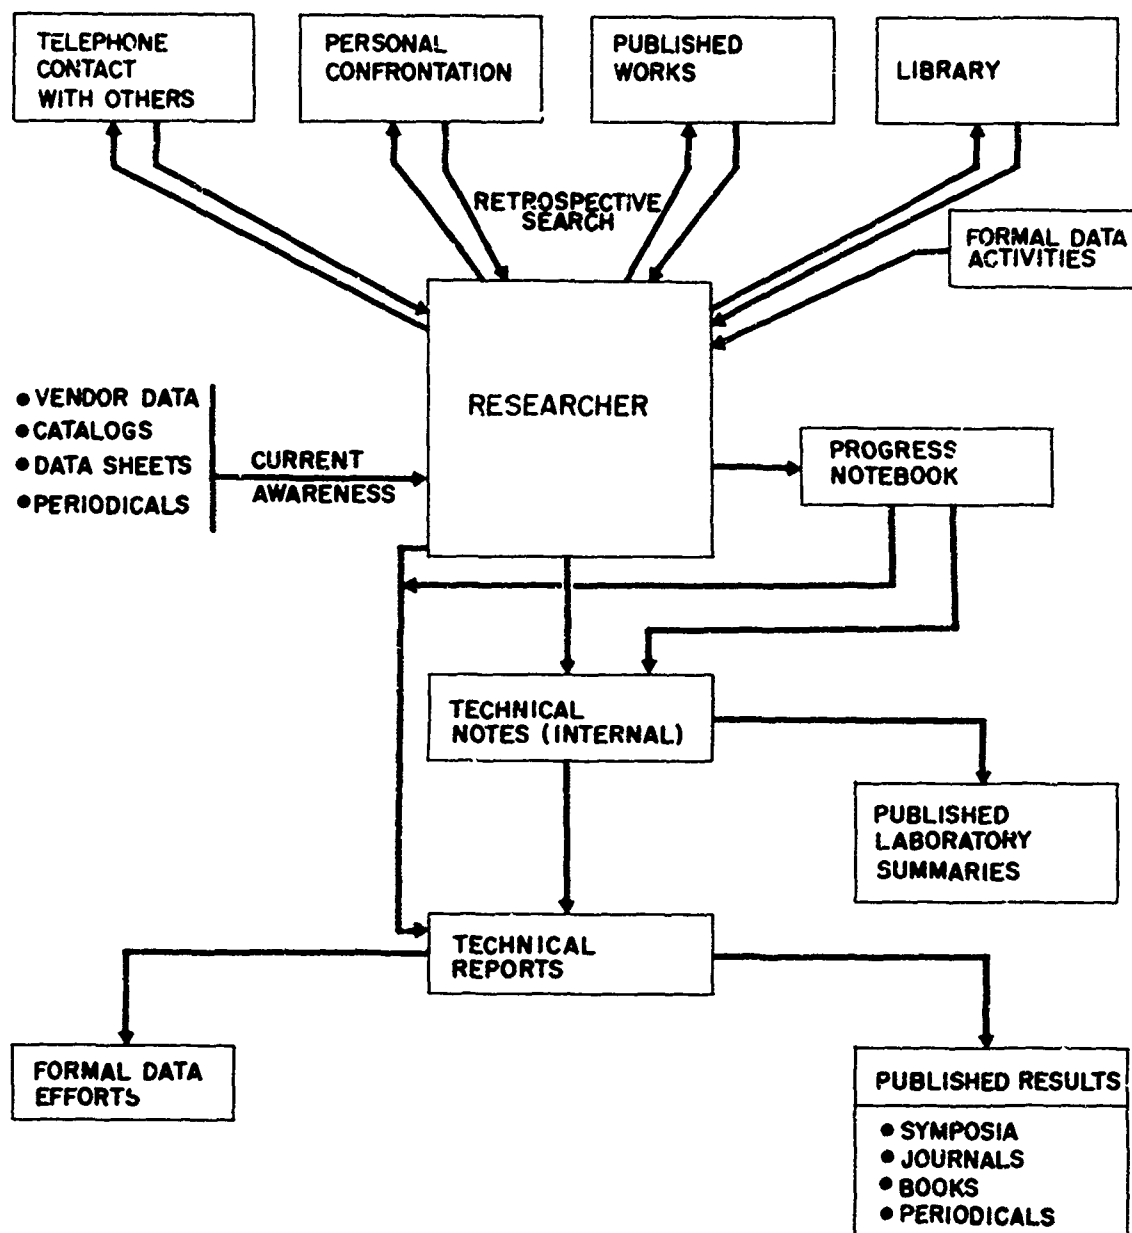 TELEPHONE
CONTACT
WITH OTHERS
PERSONAL
CONFRONTATION
PUBLISHED
WORKS
LIBRARY
RETROSPECTIVE
SEARCH
FORMAL DATA
ACTIVITIES
RESEARCHER
● VENDOR DATA
● CATALOGS
● DATA SHEETS
● PERIODICALS
CURRENT
AWARENESS
PROGRESS
NOTEBOOK
TECHNICAL
NOTES (INTERNAL)
PUBLISHED
LABORATORY
SUMMARIES
TECHNICAL
REPORTS
FORMAL DATA
EFFORTS
PUBLISHED RESULTS
● SYMPOSIA
● JOURNALS
● BOOKS
● PERIODICALS